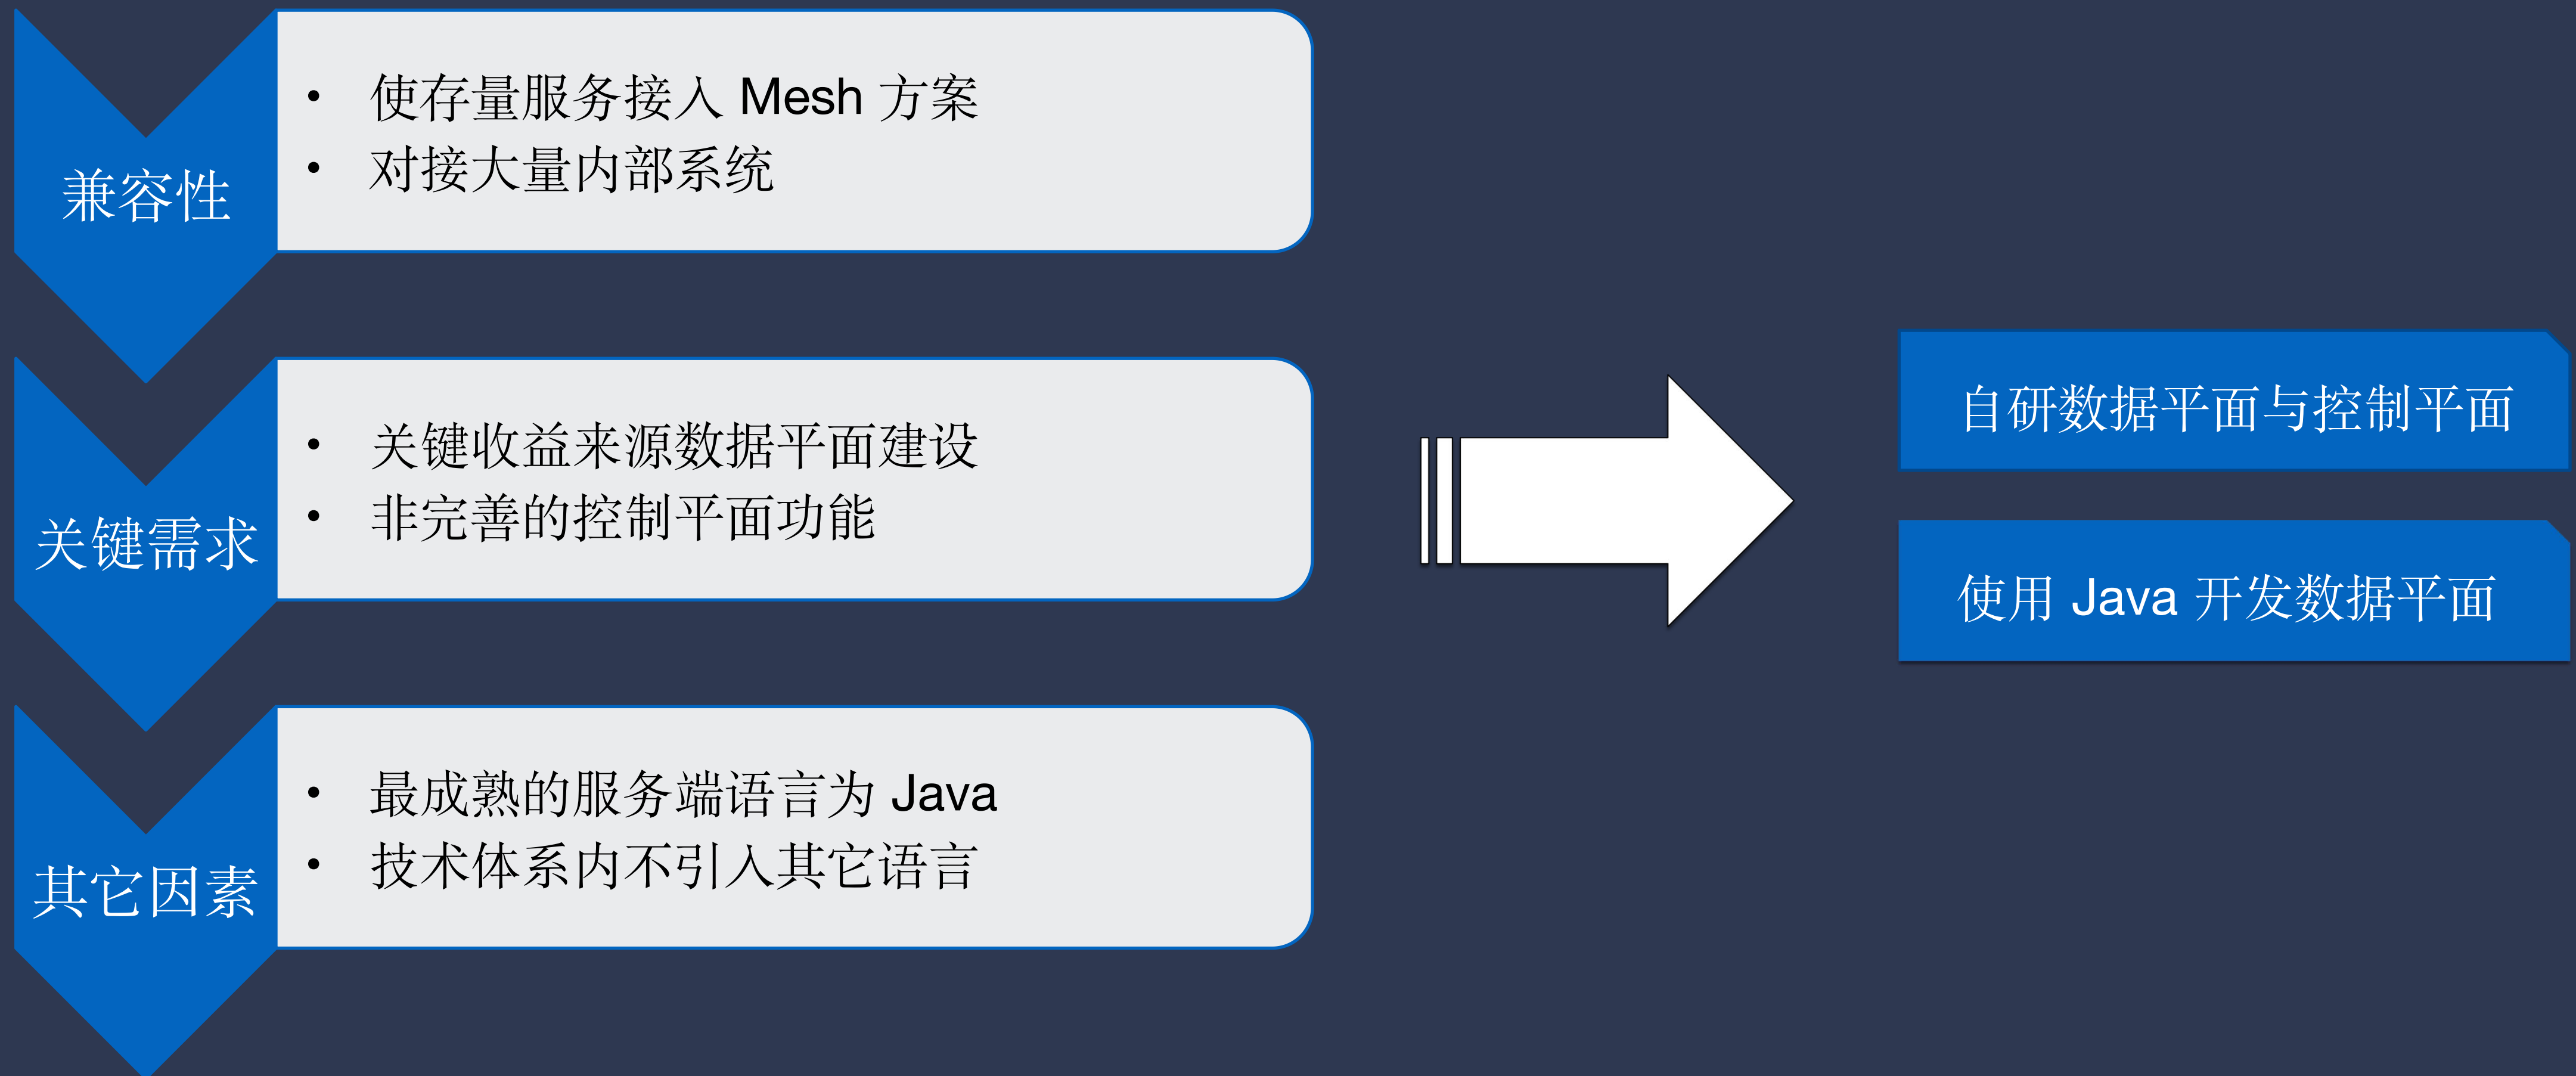 兼容性
• 使存量服务接入 Mesh 方案
• 对接大量内部系统
关键需求
• 关键收益来源数据平面建设
• 非完善的控制平面功能
其它因素
• 最成熟的服务端语言为 Java
• 技术体系内不引入其它语言
自研数据平面与控制平面
使用 Java 开发数据平面